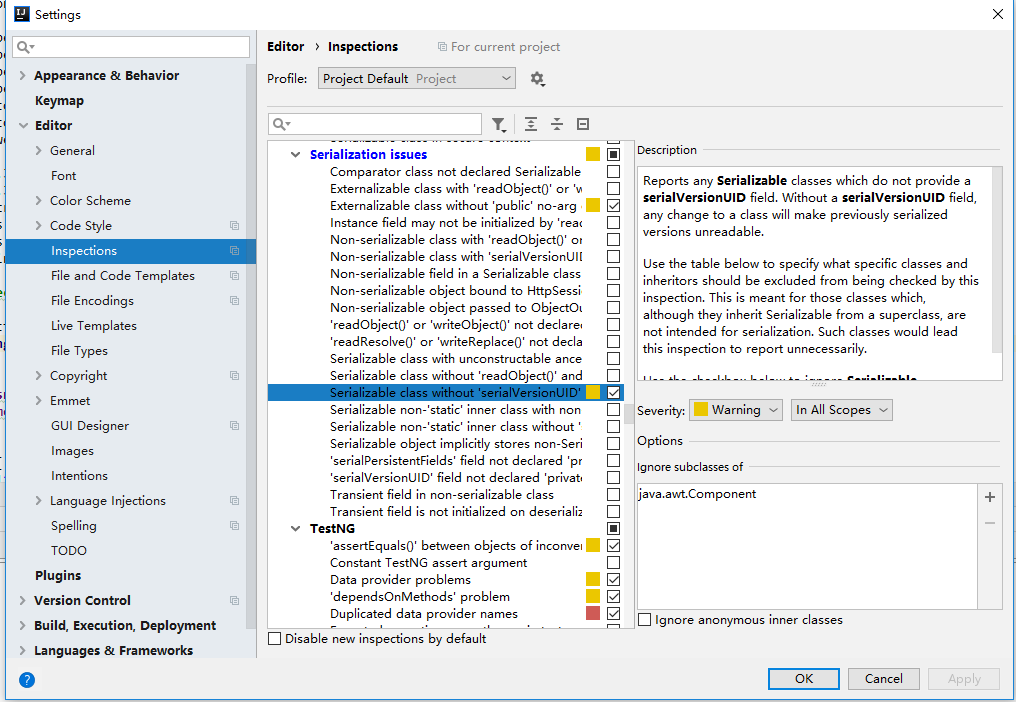 Settings
Appearance & Behavior
Keymap
Editor
General
Font
Color Scheme
Code Style
Inspections
File and Code Templates
File Encodings
Live Templates
File Types
Copyright
Emmet
GUI Designer
Images
Intentions
Language Injections
Spelling
TODO
Plugins
Version Control
Build, Execution, Deployment
Languages & Frameworks
Editor › Inspections For current project
Profile: Project Default Project
Serialization issues
Comparator class not declared Serializable
Externalizable class with 'readObject()' or 'w
Externalizable class without 'public' no-arg
Instance field may not be initialized by 'read
Non-serializable class with 'readObject()' or
Non-serializable class with 'serialVersionUID
Non-serializable field in a Serializable class
Non-serializable object bound to HttpSessi
Non-serializable object passed to ObjectOu
'readObject()' or 'writeObject()' not declared
'readResolve()' or 'writeReplace()' not decla
Serializable class with unconstructable ance
Serializable class without 'readObject()' and
Serializable class without 'serialVersionUID'
Serializable non-'static' inner class with non
Serializable non-'static' inner class without '
Serializable object implicitly stores non-Seri
'serialPersistentFields' field not declared 'pr
'serialVersionUID' field not declared 'private
Transient field in non-serializable class
Transient field is not initialized on deserializ
TestNG
'assertEquals()' between objects of inconver
Constant TestNG assert argument
Data provider problems
'dependsOnMethods' problem
Duplicated data provider names
Disable new inspections by default
Description
Reports any Serializable classes which do not provide a
serialVersionUID field. Without a serialVersionUID field,
any change to a class will make previously serialized
versions unreadable.
Use the table below to specify what specific classes and
inheritors should be excluded from being checked by this
inspection. This is meant for those classes which,
although they inherit Serializable from a superclass, are
not intended for serialization. Such classes would lead
this inspection to report unnecessarily.
Use the checkbox below to ignore Serializable
Severity: Warning In All Scopes
Options
Ignore subclasses of
java.awt.Component
Ignore anonymous inner classes
OK Cancel Apply